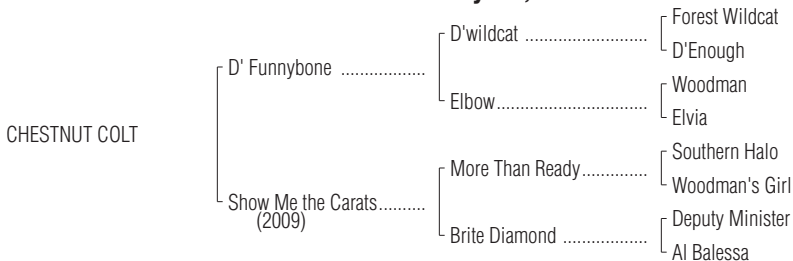 Forest Wildcat
D'wildcat ..........................
D'Enough
D' Funnybone ..................
Woodman
Elbow................................
Elvia
CHESTNUT COLT
Southern Halo
More Than Ready..............
Woodman's Girl
Show Me the Carats..........
(2009)
Deputy Minister
Brite Diamond ..................
Al Balessa